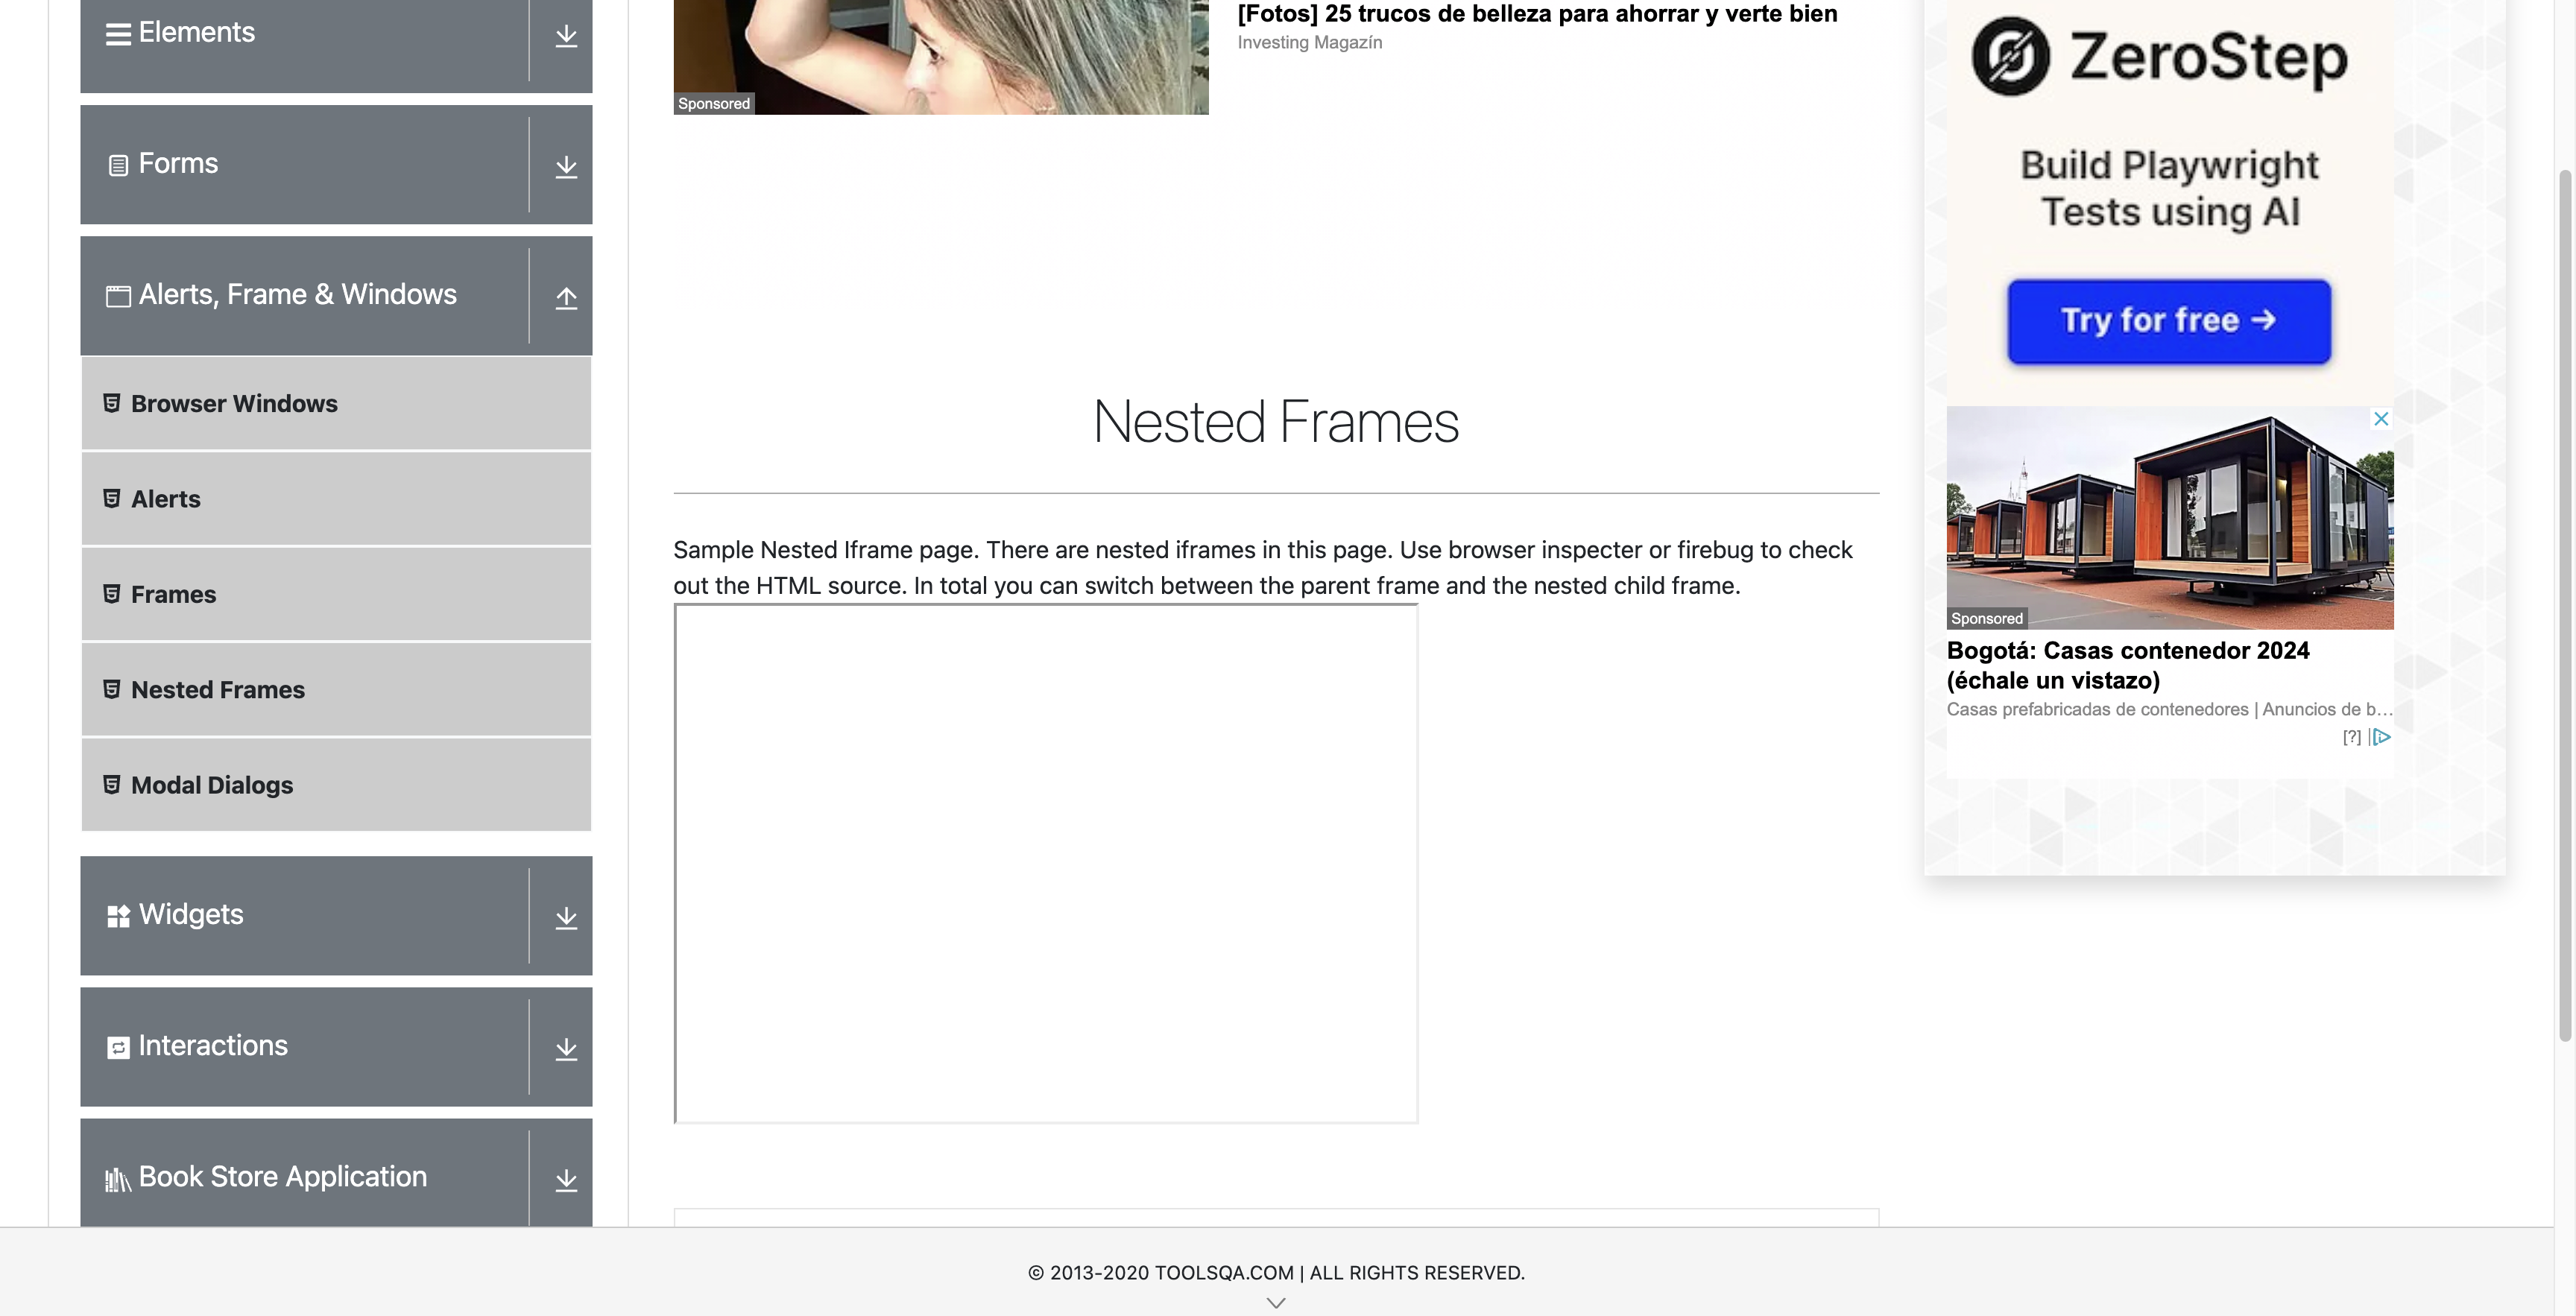 Elements
Forms
Alerts, Frame & Windows
Browser Windows
Alerts
Frames
Nested Frames
Modal Dialogs
Widgets
Interactions
Book Store Application
Sponsored
[Fotos] 25 trucos de belleza para ahorrar y verte bien
Investing Magazín
Nested Frames
Sample Nested Iframe page. There are nested iframes in this page. Use browser inspecter or firebug to check
out the HTML source. In total you can switch between the parent frame and the nested child frame.
ZeroStep
Build Playwright
Tests using AI
Try for free →
Sponsored
Bogotá: Casas contenedor 2024
(échale un vistazo)
Casas prefabricadas de contenedores | Anuncios de b...
[?]
© 2013-2020 TOOLSQA.COM | ALL RIGHTS RESERVED.